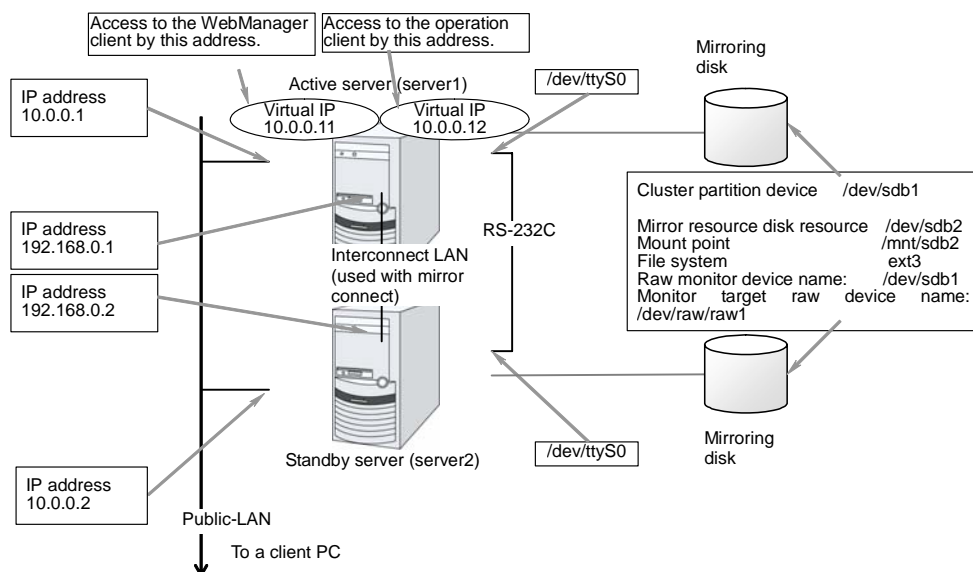 Access to the WebManager
client by this address.
Access to the operation
client by this address.
Mirroring
disk
Active server (server1)
/dev/ttyS0
IP address
10.0.0.1
Virtual IP
10.0.0.11
Virtual IP
10.0.0.12
Cluster partition device /dev/sdb1
Mirror resource disk resource /dev/sdb2
Mount point /mnt/sdb2
File system ext3
Raw monitor device name: /dev/sdb1
Monitor target raw device name:
/dev/raw/raw1
IP address
192.168.0.1
RS-232C
Interconnect LAN
(used with mirror
connect)
IP address
192.168.0.2
Mirroring
disk
/dev/ttyS0
Standby server (server2)
IP address
10.0.0.2
Public-LAN
To a client PC